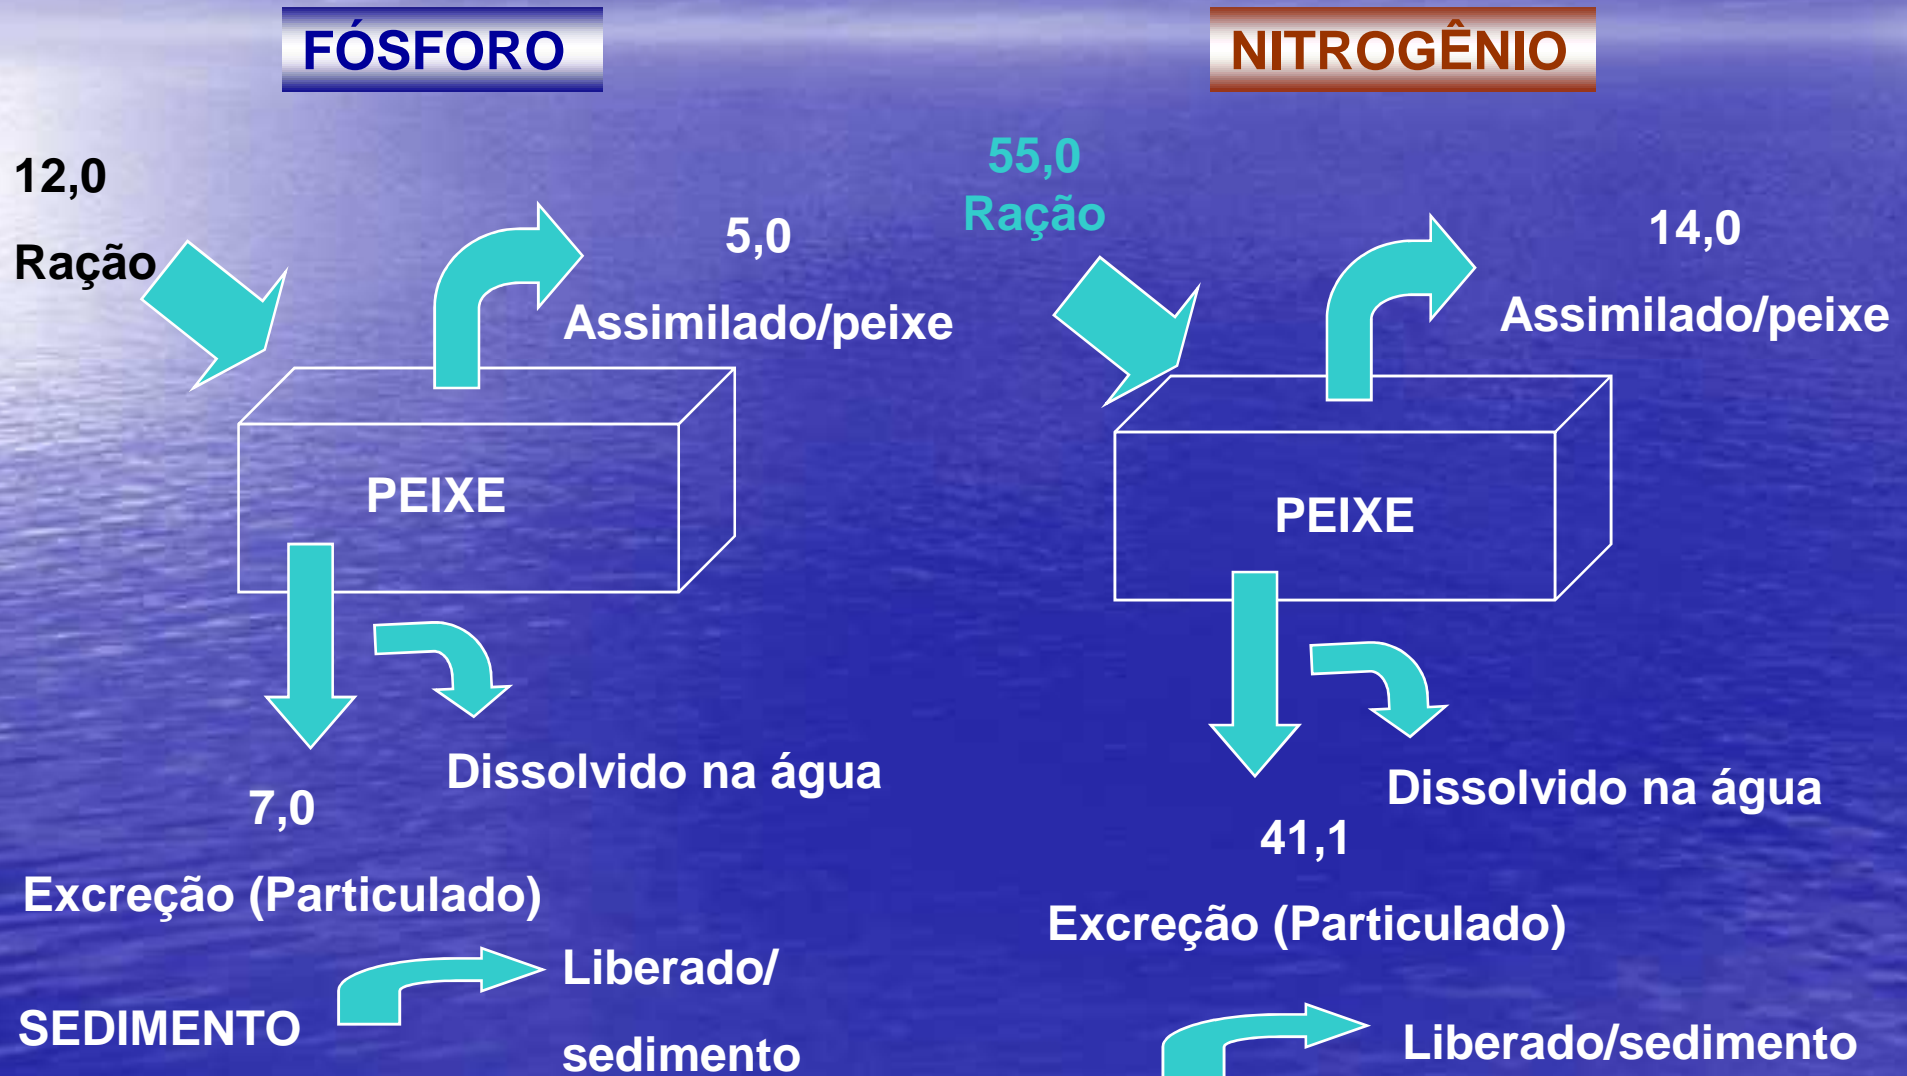 FÓSFORO
12,0
Ração
5,0
Assimilado/peixe
PEIXE
Dissolvido na água
7,0
Excreção (Particulado)
SEDIMENTO
Liberado/
sedimento
NITROGÊNIO
55,0
Ração
14,0
Assimilado/peixe
PEIXE
Dissolvido na água
41,1
Excreção (Particulado)
Liberado/sedimento